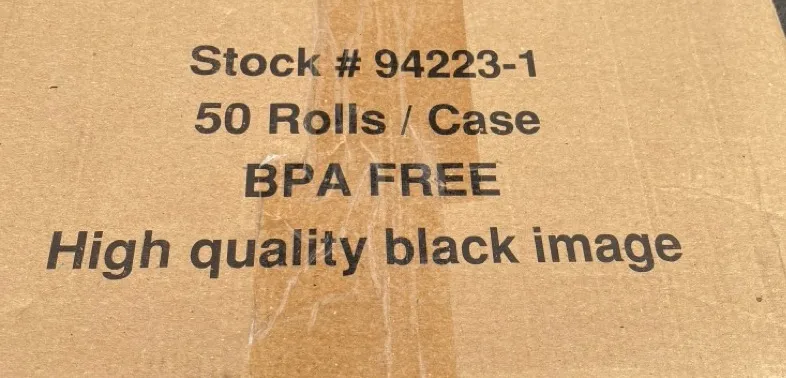 Stock # 94223-1
50 Rolls / Case
BPA FREE
High quality black image